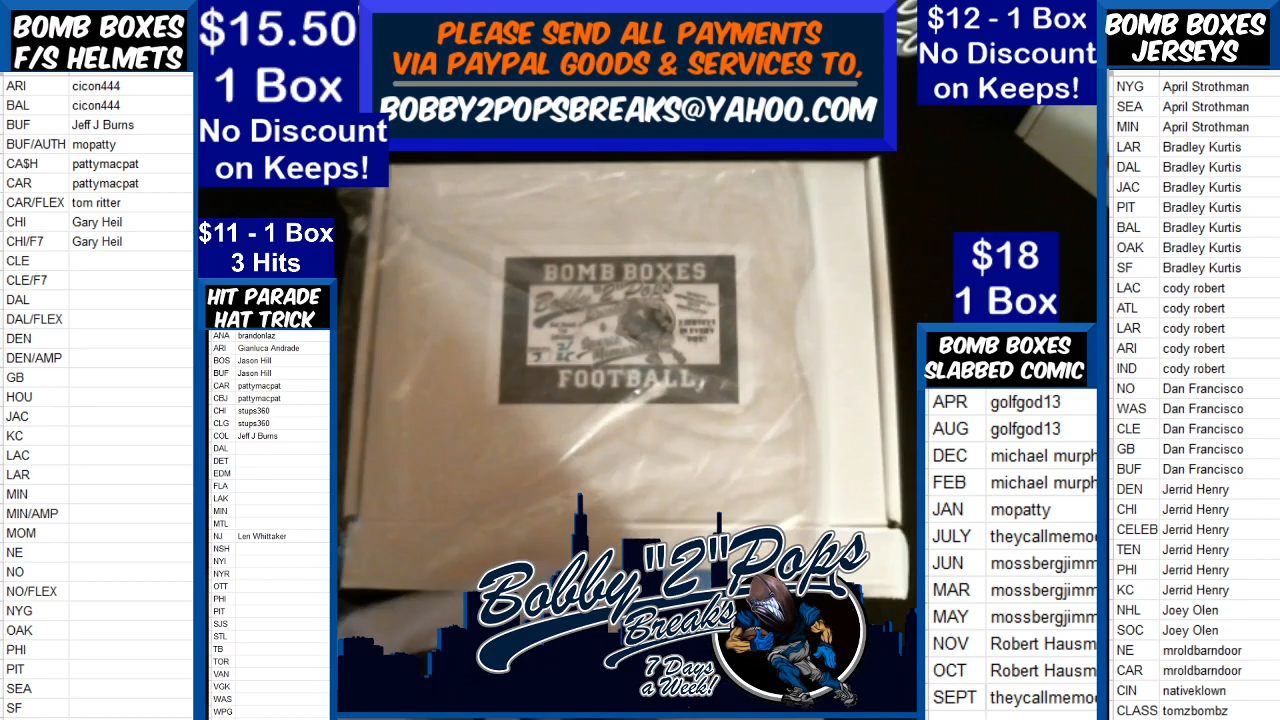 BOMB BOXES
F/S HELMETS
ARI cicon444
BAL cicon444
BUF Jeff J Burns
BUF/AUTH mopatty
CA$H pattymacpat
CAR pattymacpat
CAR/FLEX tom ritter
CHI Gary Heil
CHI/F7 Gary Heil
CLE
CLE/F7
DAL
DAL/FLEX
DEN
DEN/AMP
GB
HOU
JAC
KC
LAC
LAR
MIN
MIN/AMP
MOM
NE
NO
NO/FLEX
NYG
OAK
PHI
PIT
SEA
SF
$15.50
1 Box
No Discount
on Keeps!
$11 - 1 Box
3 Hits
HIT PARADE
HAT TRICK
ANA brandonlaz
ARI Gianluca Andrade
BOS Jason Hill
BUF Jason Hill
CAR pattymacpat
CBJ pattymacpat
CHI stups360
CLG stups360
COL Jeff J Burns
DAL
DET
EDM
FLA
LAK
MIN
MTL
NJ Len Whittaker
NSH
NYI
NYR
OTT
PHI
PIT
SJS
STL
TB
TOR
VAN
VGK
WAS
WPG
PLEASE SEND ALL PAYMENTS
VIA PAYPAL GOODS & SERVICES TO,
BOBBY2POPSBREAKS@YAHOO.COM
BOMB BOXES
Bobby "2" Pops
FOOTBALL
Bobby "2" Pops
Breaks
7 Days
a Week!
$12 - 1 Box
No Discount
on Keeps!
$18
1 Box
BOMB BOXES
SLABBED COMIC
APR golfgod13
AUG golfgod13
DEC michael murph
FEB michael murph
JAN mopatty
JULY theycallmemo
JUN mossbergjimm
MAR mossbergjimm
MAY mossbergjimm
NOV Robert Hausm
OCT Robert Hausm
SEPT theycallmemo
BOMB BOXES
JERSEYS
NYG April Strothman
SEA April Strothman
MIN April Strothman
LAR Bradley Kurtis
DAL Bradley Kurtis
JAC Bradley Kurtis
PIT Bradley Kurtis
BAL Bradley Kurtis
OAK Bradley Kurtis
SF Bradley Kurtis
LAC cody robert
ATL cody robert
LAR cody robert
ARI cody robert
IND cody robert
NO Dan Francisco
WAS Dan Francisco
CLE Dan Francisco
GB Dan Francisco
BUF Dan Francisco
DEN Jerrid Henry
CHI Jerrid Henry
CELEB Jerrid Henry
TEN Jerrid Henry
PHI Jerrid Henry
KC Jerrid Henry
NHL Joey Olen
SOC Joey Olen
NE mroldbarndoor
CAR mroldbarndoor
CIN nativeklown
CLASS tomzbombz